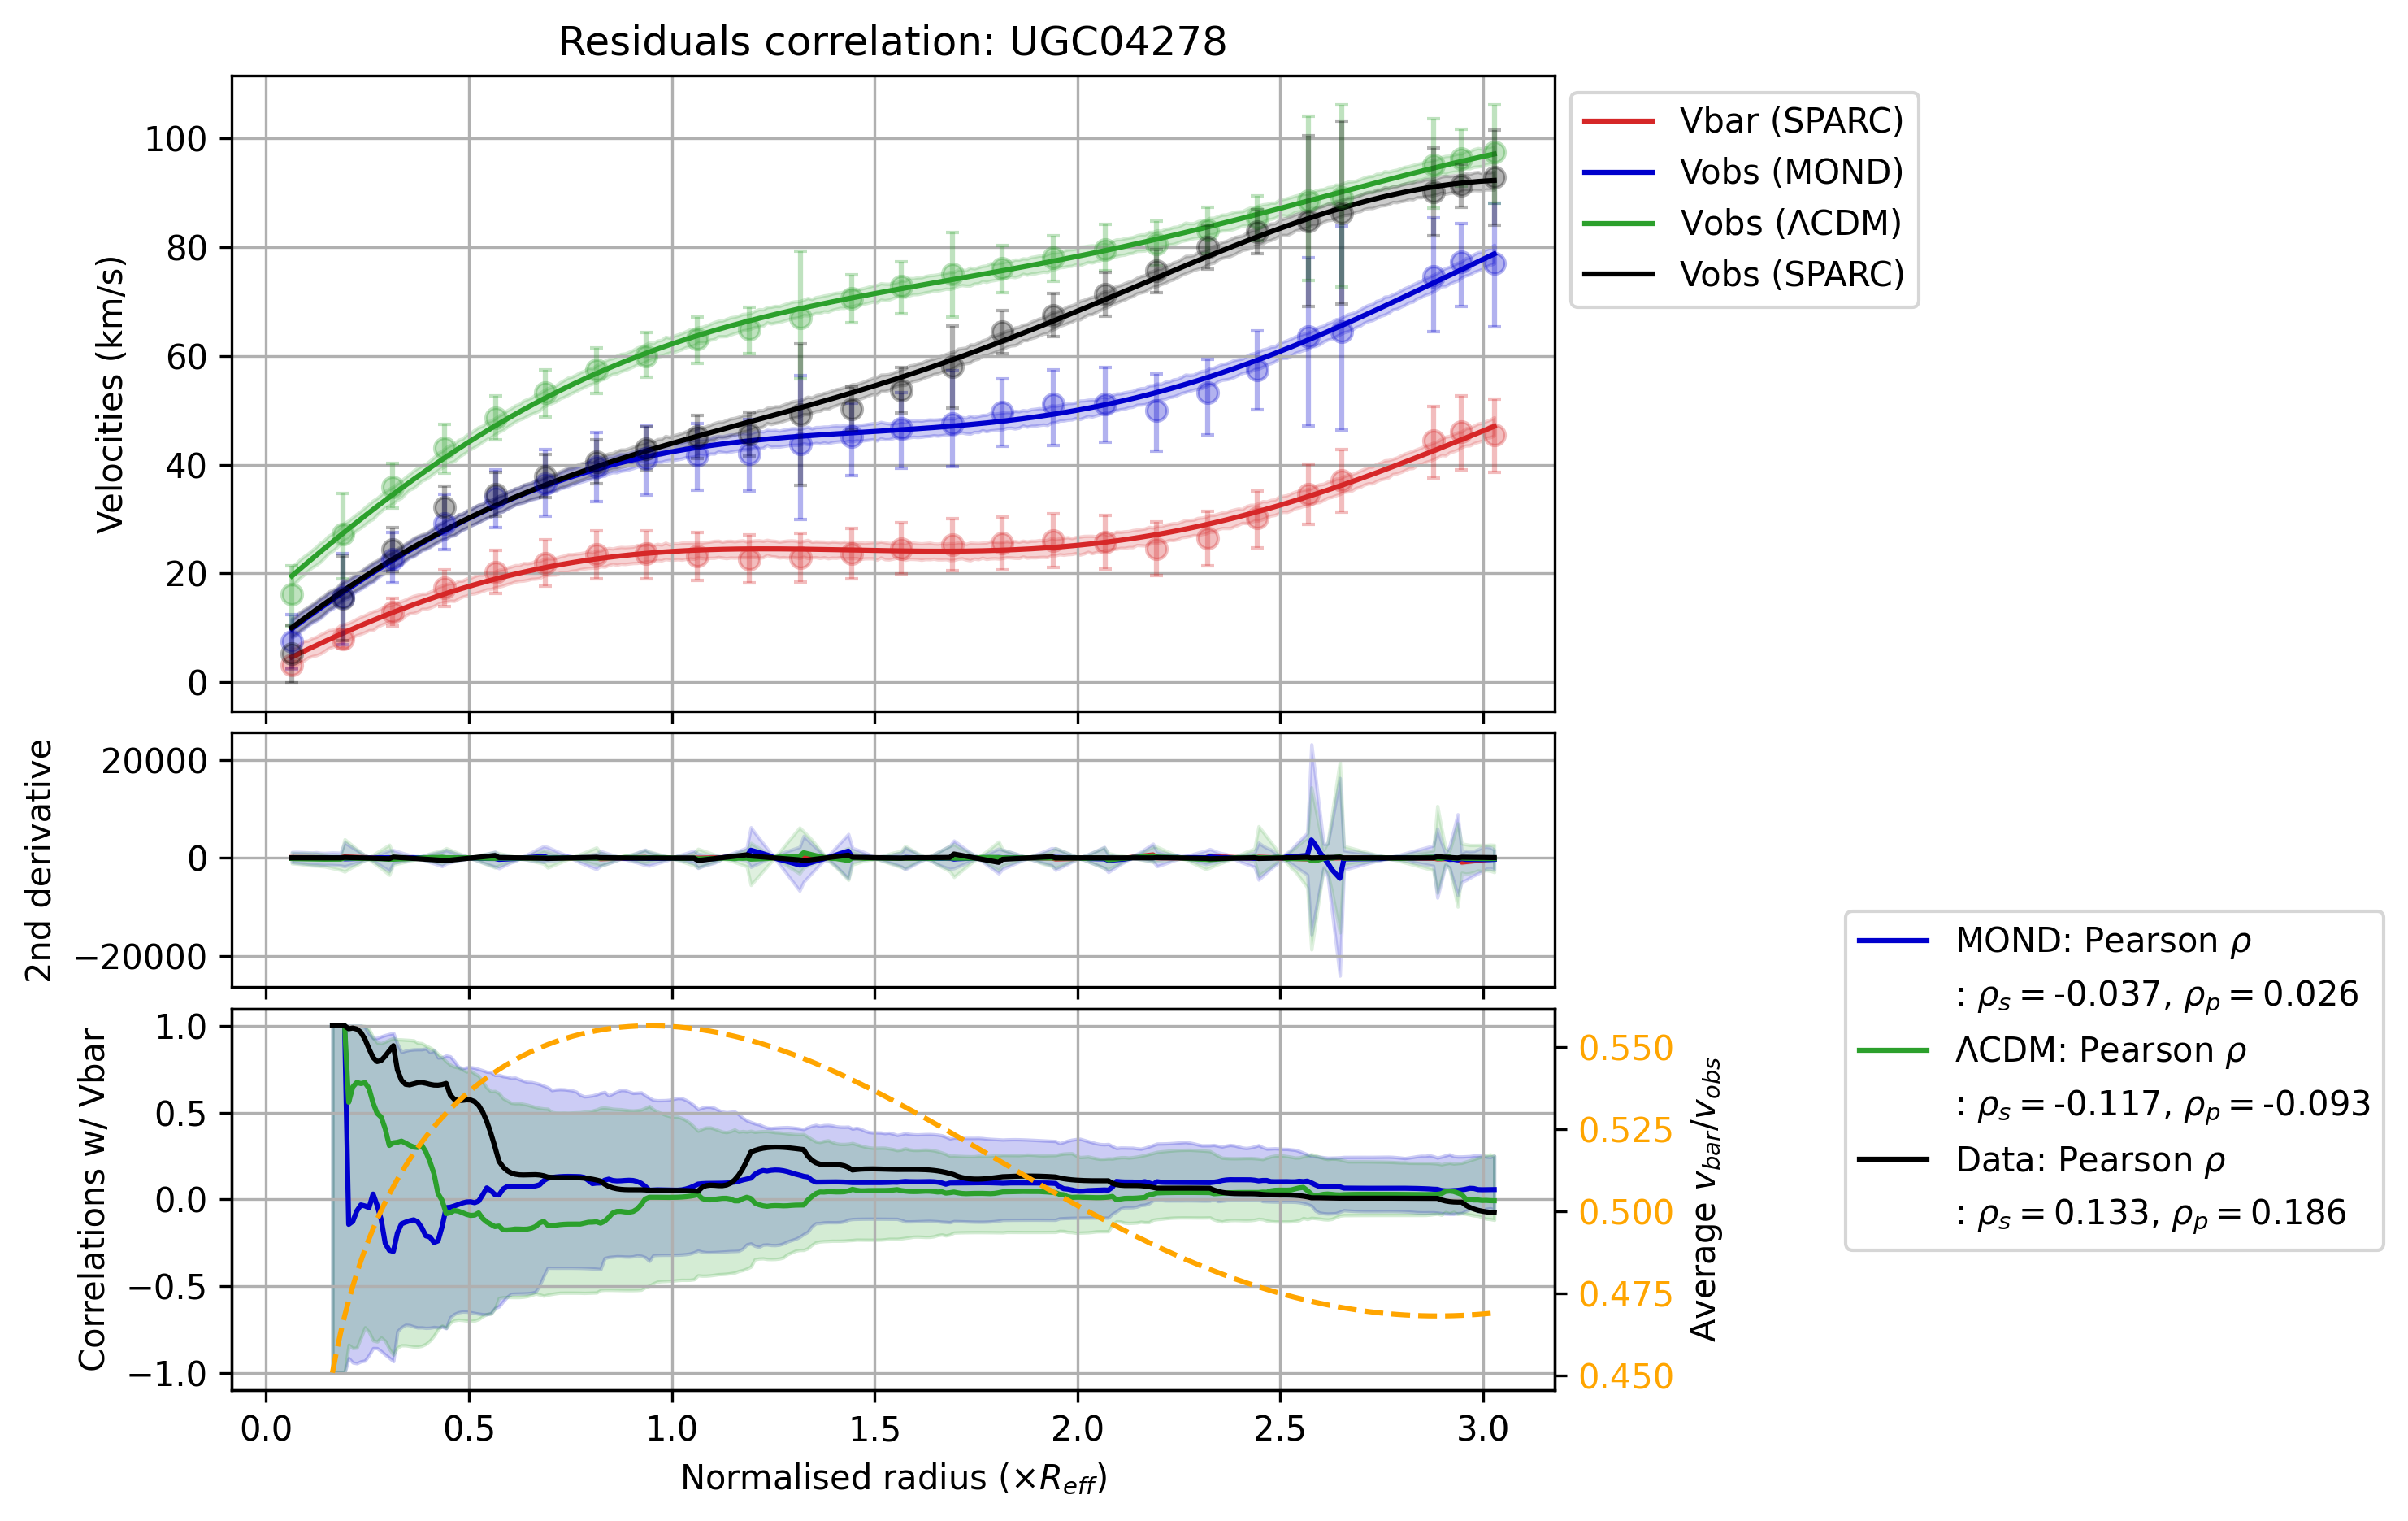 Residuals correlation: UGC04278
Velocities (km/s)
100
80
60
40
20
0
Vbar (SPARC)
Vobs (MOND)
Vobs (ΛCDM)
Vobs (SPARC)
2nd derivative
20000
0
−20000
Correlations w/ Vbar
1.0
0.5
0.0
−0.5
−1.0
0.550
0.525
0.500
0.475
0.450
Average $v_{bar}/v_{obs}$
MOND: Pearson ρ
: $ρ_s$ = -0.037, $ρ_p$ = 0.026
ΛCDM: Pearson ρ
: $ρ_s$ = -0.117, $ρ_p$ = -0.093
Data: Pearson ρ
: $ρ_s$ = 0.133, $ρ_p$ = 0.186
0.0 0.5 1.0 1.5 2.0 2.5 3.0
Normalised radius (×$R_{eff}$)